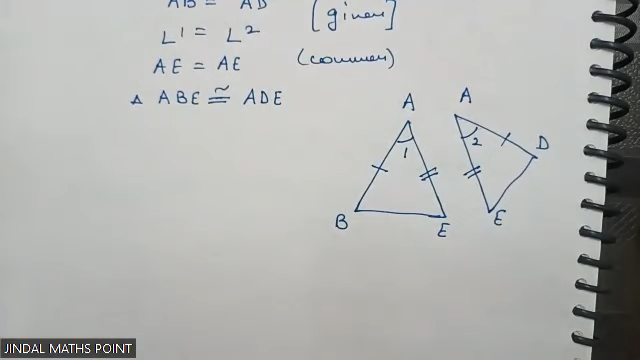 AB = AD [given]
∠1 = ∠2
AE = AE (common)
△ ABE ≅ ADE
A
A
1
2
D
B
E
E
JINDAL MATHS POINT